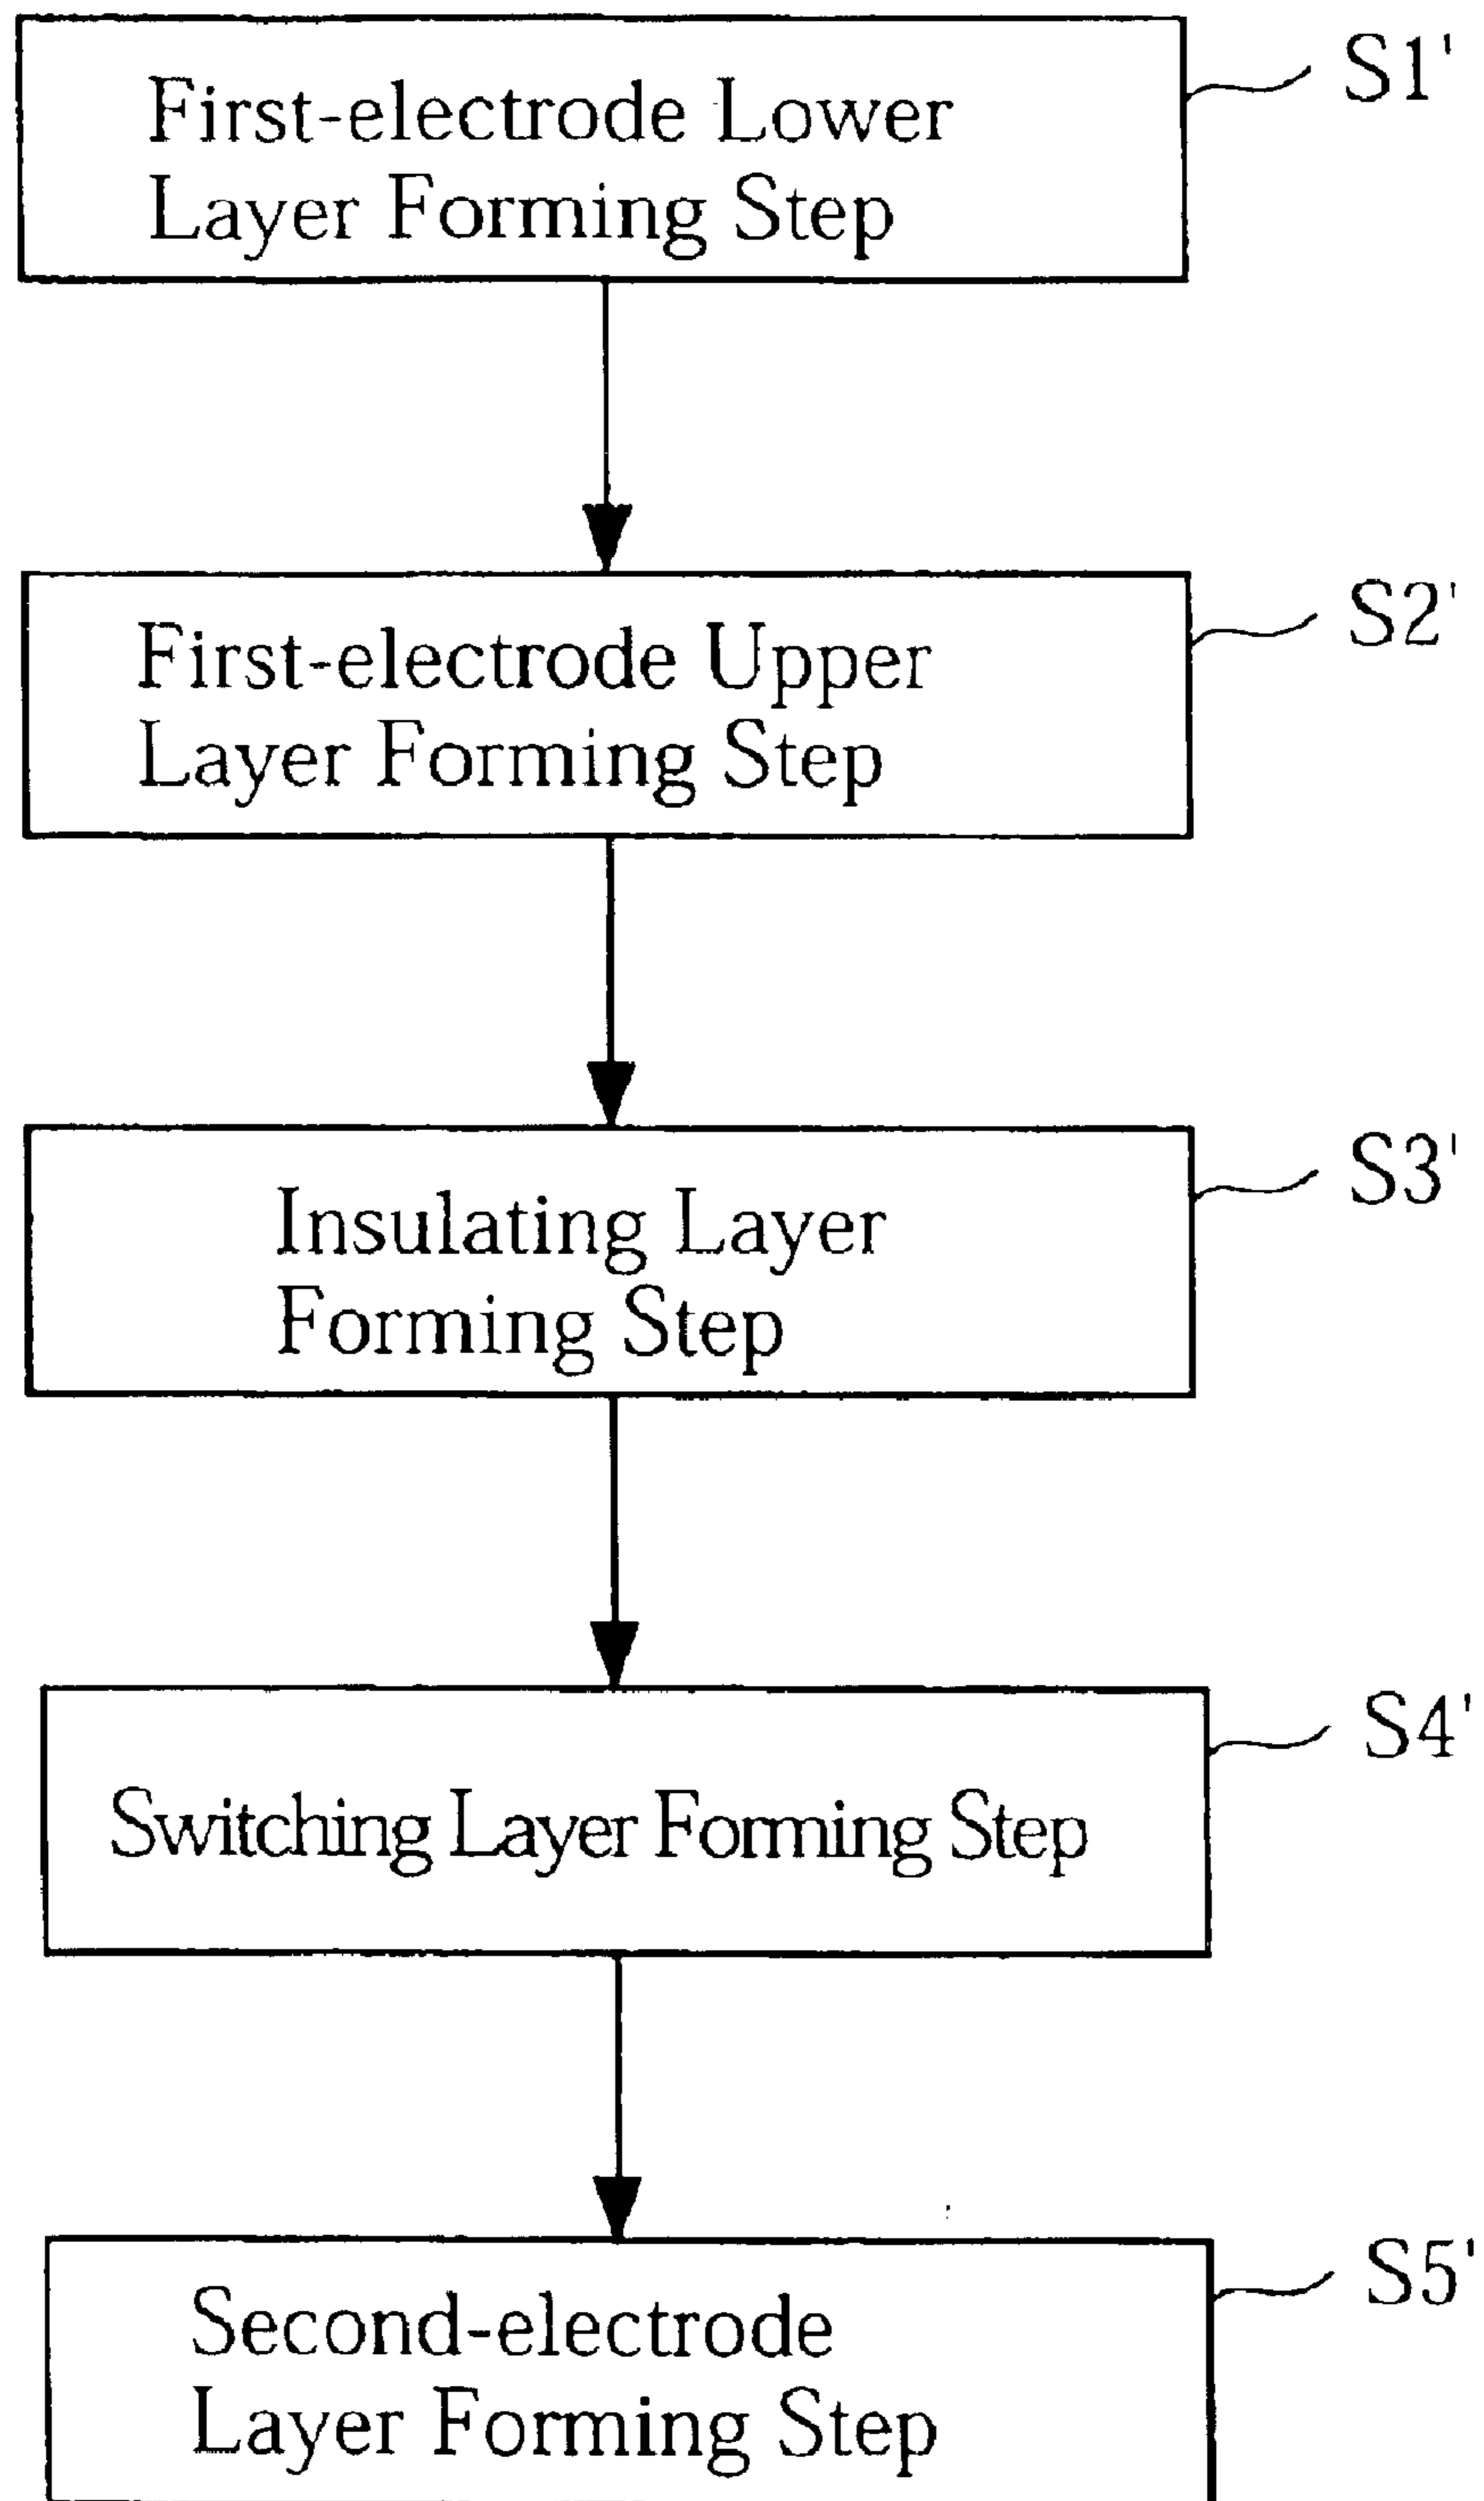 First-electrode Lower
Layer Forming Step
S1'
First-electrode Upper
Layer Forming Step
S2'
Insulating Layer
Forming Step
S3'
Switching Layer Forming Step
S4'
Second-electrode
Layer Forming Step
S5'